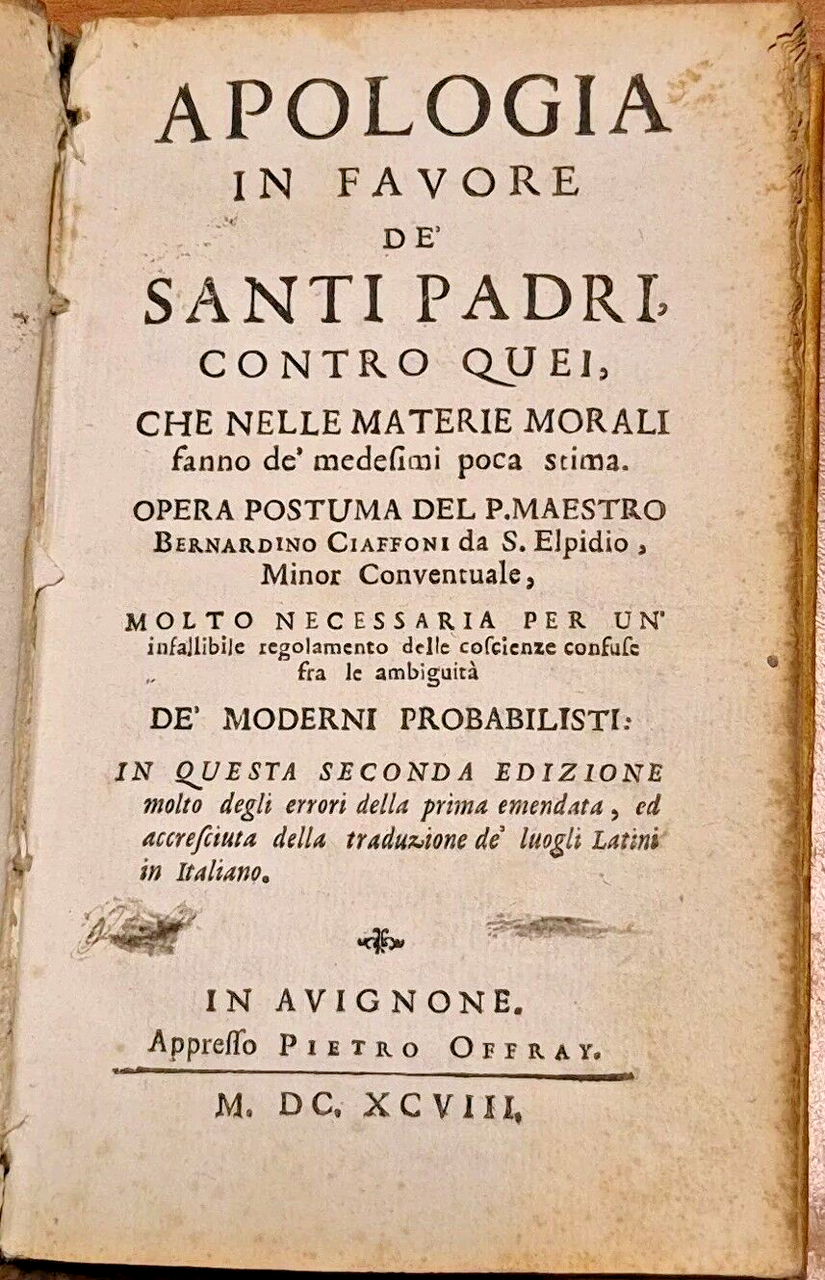 APOLOGIA
IN FAVORE
DE'
SANTI PADRI,
CONTRO QUEI,
CHE NELLE MATERIE MORALI
fanno de' medeſimi poca stima.
OPERA POSTUMA DEL P.MAESTRO
BERNARDINO CIAFFONI da S. Elpidio,
Minor Conventuale,
MOLTO NECESSARIA PER UN'
infallibile regolamento delle coſcienze confuſe
fra le ambiguità
DE' MODERNI PROBABILISTI:
IN QUESTA SECONDA EDIZIONE
molto degli errori della prima emendata, ed
accreſciuta della traduzione de' luogli Latini
in Italiano.
IN AVIGNONE.
Appreſſo PIETRO OFFRAY.
M. DC. XCVIII.